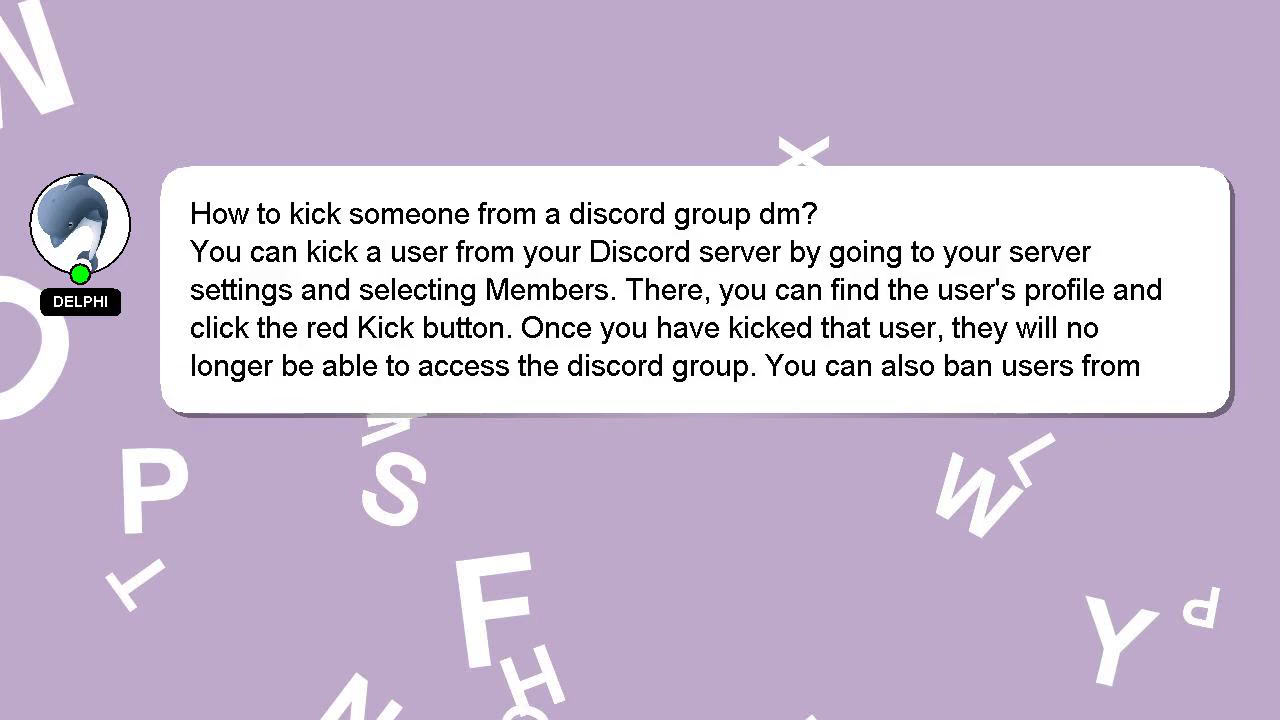 How to kick someone from a discord group dm?
You can kick a user from your Discord server by going to your server
settings and selecting Members. There, you can find the user's profile and
click the red Kick button. Once you have kicked that user, they will no
longer be able to access the discord group. You can also ban users from
DELPHI
N
X
O
S
P
W
L
T
F
Y
P
H
N